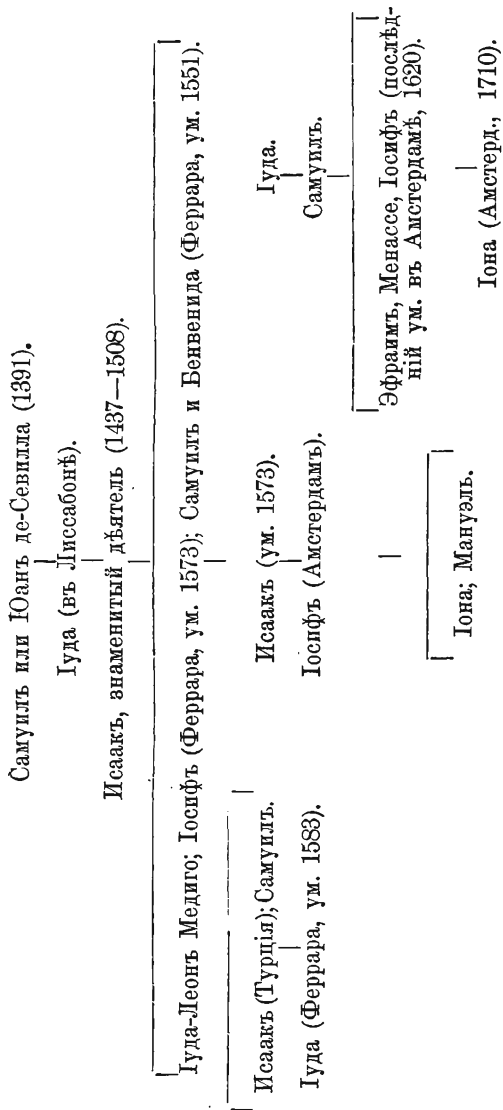 Самуилъ или Юанъ де-Севилла (1391).
Іуда (въ Лиссабонѣ).
Исаакъ, знаменитый дѣятель (1437—1508).
Іуда-Леонъ Медиго; Іосифъ (Феррара, ум. 1573); Самуилъ и Бенвенида (Феррара, ум. 1551).
Исаакъ (Турція); Самуилъ.
Іуда (Феррара, ум. 1583).
Исаакъ (ум. 1573).
Іосифъ (Амстердамъ).
Іона; Мануэль.
Іуда.
Самуилъ.
Эфраимъ, Менассе, Іосифъ (послѣд-
ній ум. въ Амстердамѣ, 1620).
Іона (Амстерд., 1710).